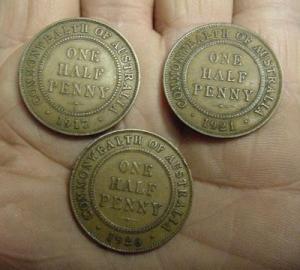 COMMONWEALTH OF AUSTRALIA
ONE
HALF
PENNY
1917
COMMONWEALTH OF AUSTRALIA
ONE
HALF
PENNY
1921
COMMONWEALTH OF AUSTRALIA
ONE
HALF
PENNY